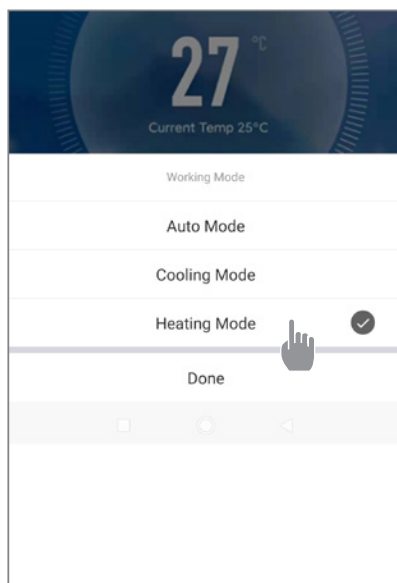 27 °C
Current Temp 25°C
Working Mode
Auto Mode
Cooling Mode
Heating Mode
Done